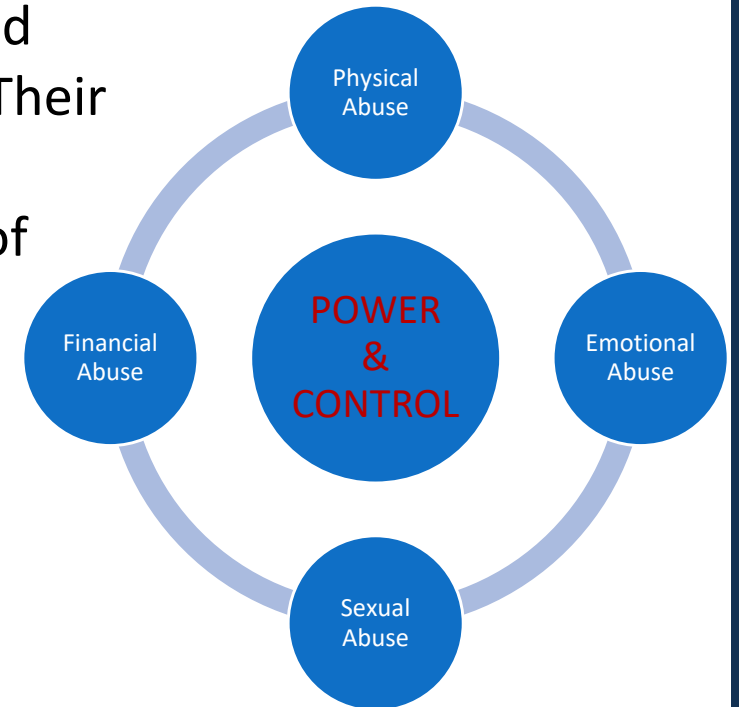 d
Their
of
Physical
Abuse
Financial
Abuse
POWER
&
CONTROL
Emotional
Abuse
Sexual
Abuse